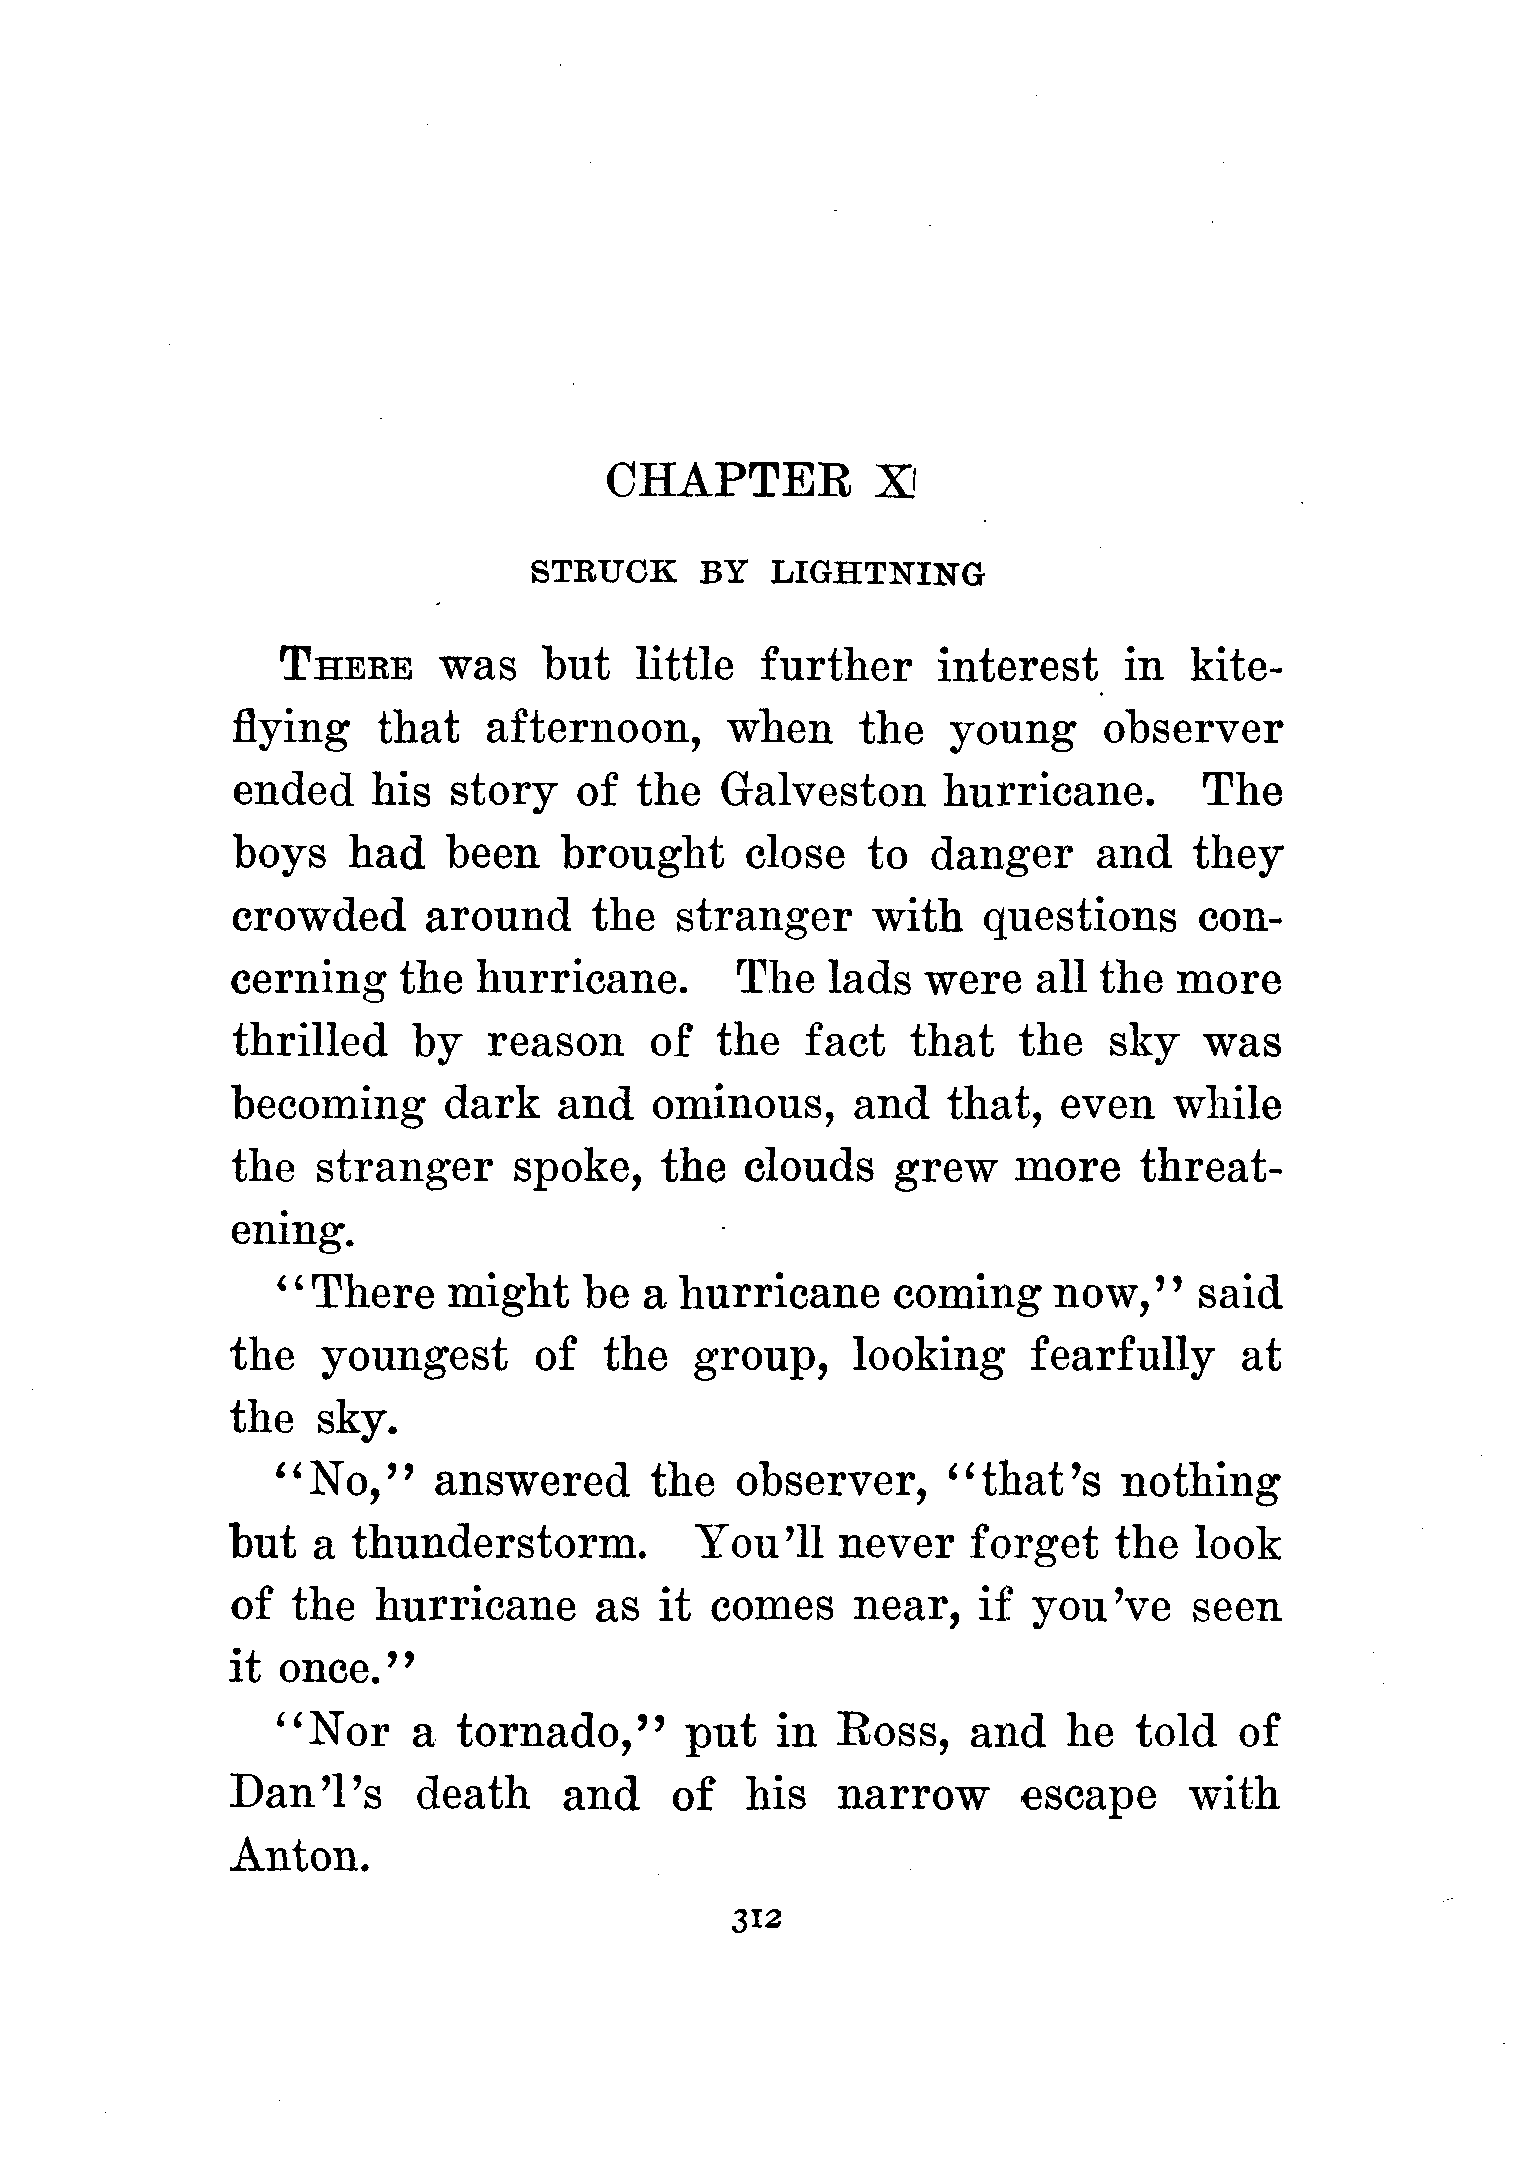 CHAPTER X
STRUCK BY LIGHTNING
THERE was but little further interest in kite-
flying that afternoon, when the young observer
ended his story of the Galveston hurricane. The
boys had been brought close to danger and they
crowded around the stranger with questions con-
cerning the hurricane. The lads were all the more
thrilled by reason of the fact that the sky was
becoming dark and ominous, and that, even while
the stranger spoke, the clouds grew more threat-
ening.
"There might be a hurricane coming now," said
the youngest of the group, looking fearfully at
the sky.
"No," answered the observer, "that's nothing
but a thunderstorm. You'll never forget the look
of the hurricane as it comes near, if you've seen
it once."
"Nor a tornado," put in Ross, and he told of
Dan'l's death and of his narrow escape with
Anton.
312